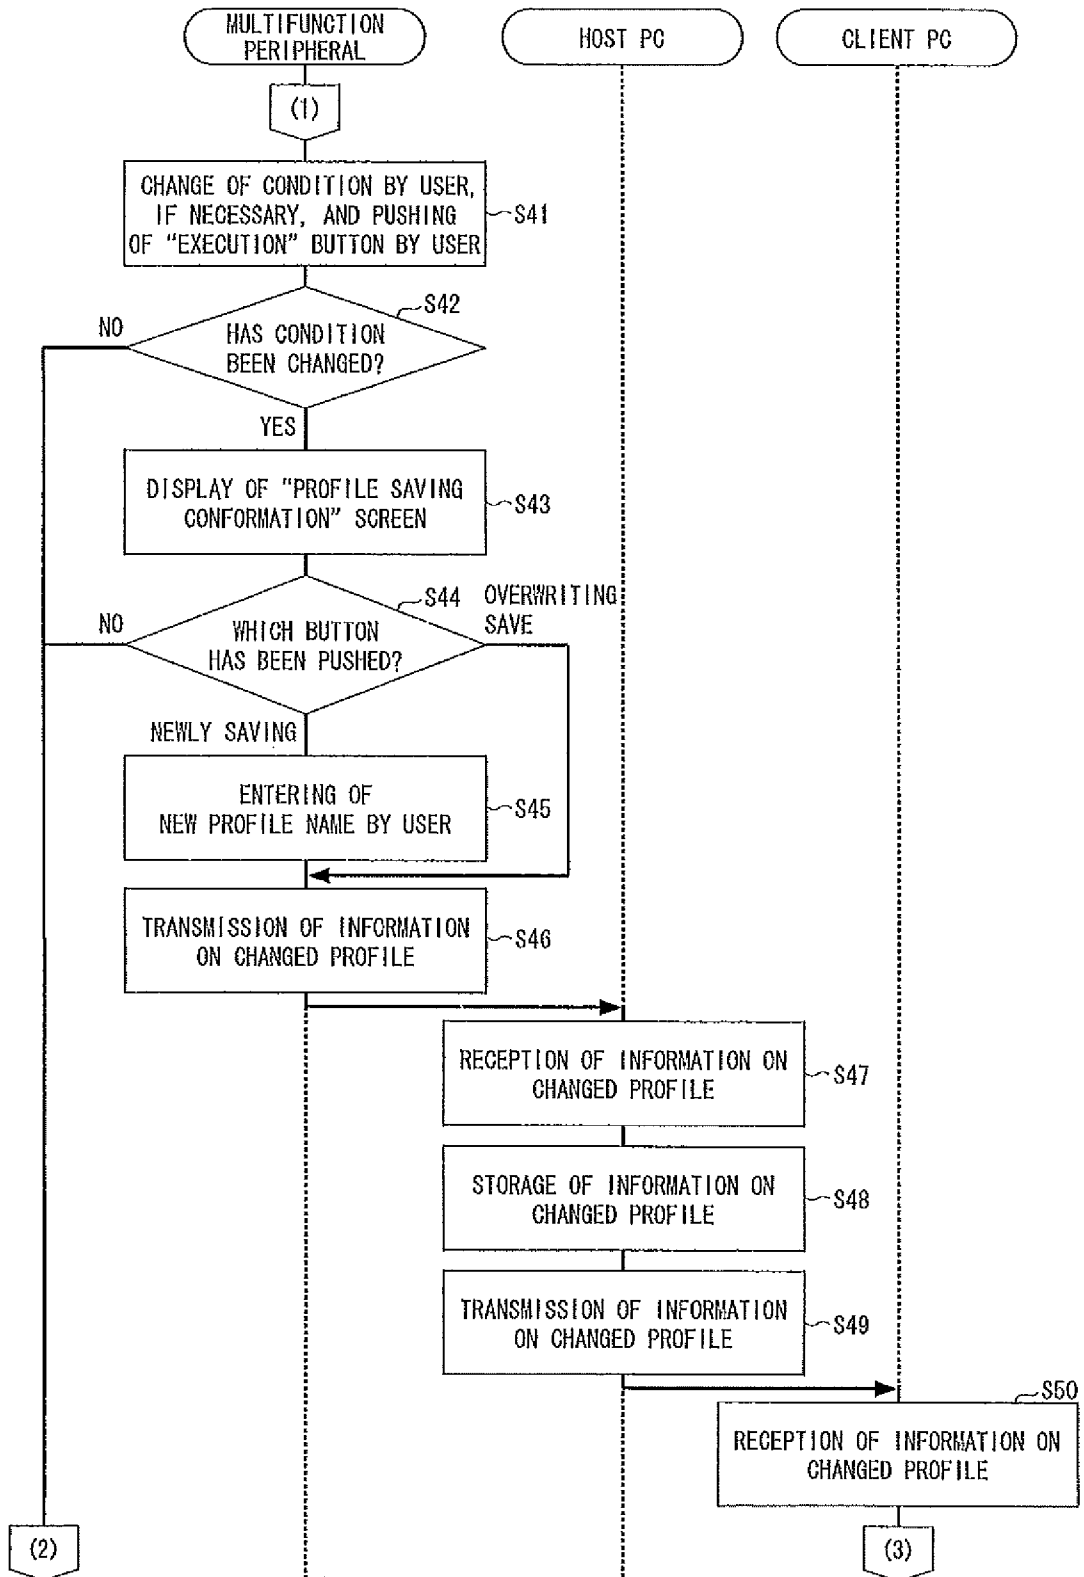 MULTIFUNCTION
PERIPHERAL
HOST PC
CLIENT PC
(1)
CHANGE OF CONDITION BY USER,
IF NECESSARY, AND PUSHING
OF "EXECUTION" BUTTON BY USER
S41
S42
NO
HAS CONDITION
BEEN CHANGED?
YES
DISPLAY OF "PROFILE SAVING
CONFORMATION" SCREEN
S43
S44
OVERWRITING
SAVE
NO
WHICH BUTTON
HAS BEEN PUSHED?
NEWLY SAVING
ENTERING OF
NEW PROFILE NAME BY USER
S45
TRANSMISSION OF INFORMATION
ON CHANGED PROFILE
S46
RECEPTION OF INFORMATION ON
CHANGED PROFILE
S47
STORAGE OF INFORMATION ON
CHANGED PROFILE
S48
TRANSMISSION OF INFORMATION
ON CHANGED PROFILE
S49
S50
RECEPTION OF INFORMATION ON
CHANGED PROFILE
(2)
(3)